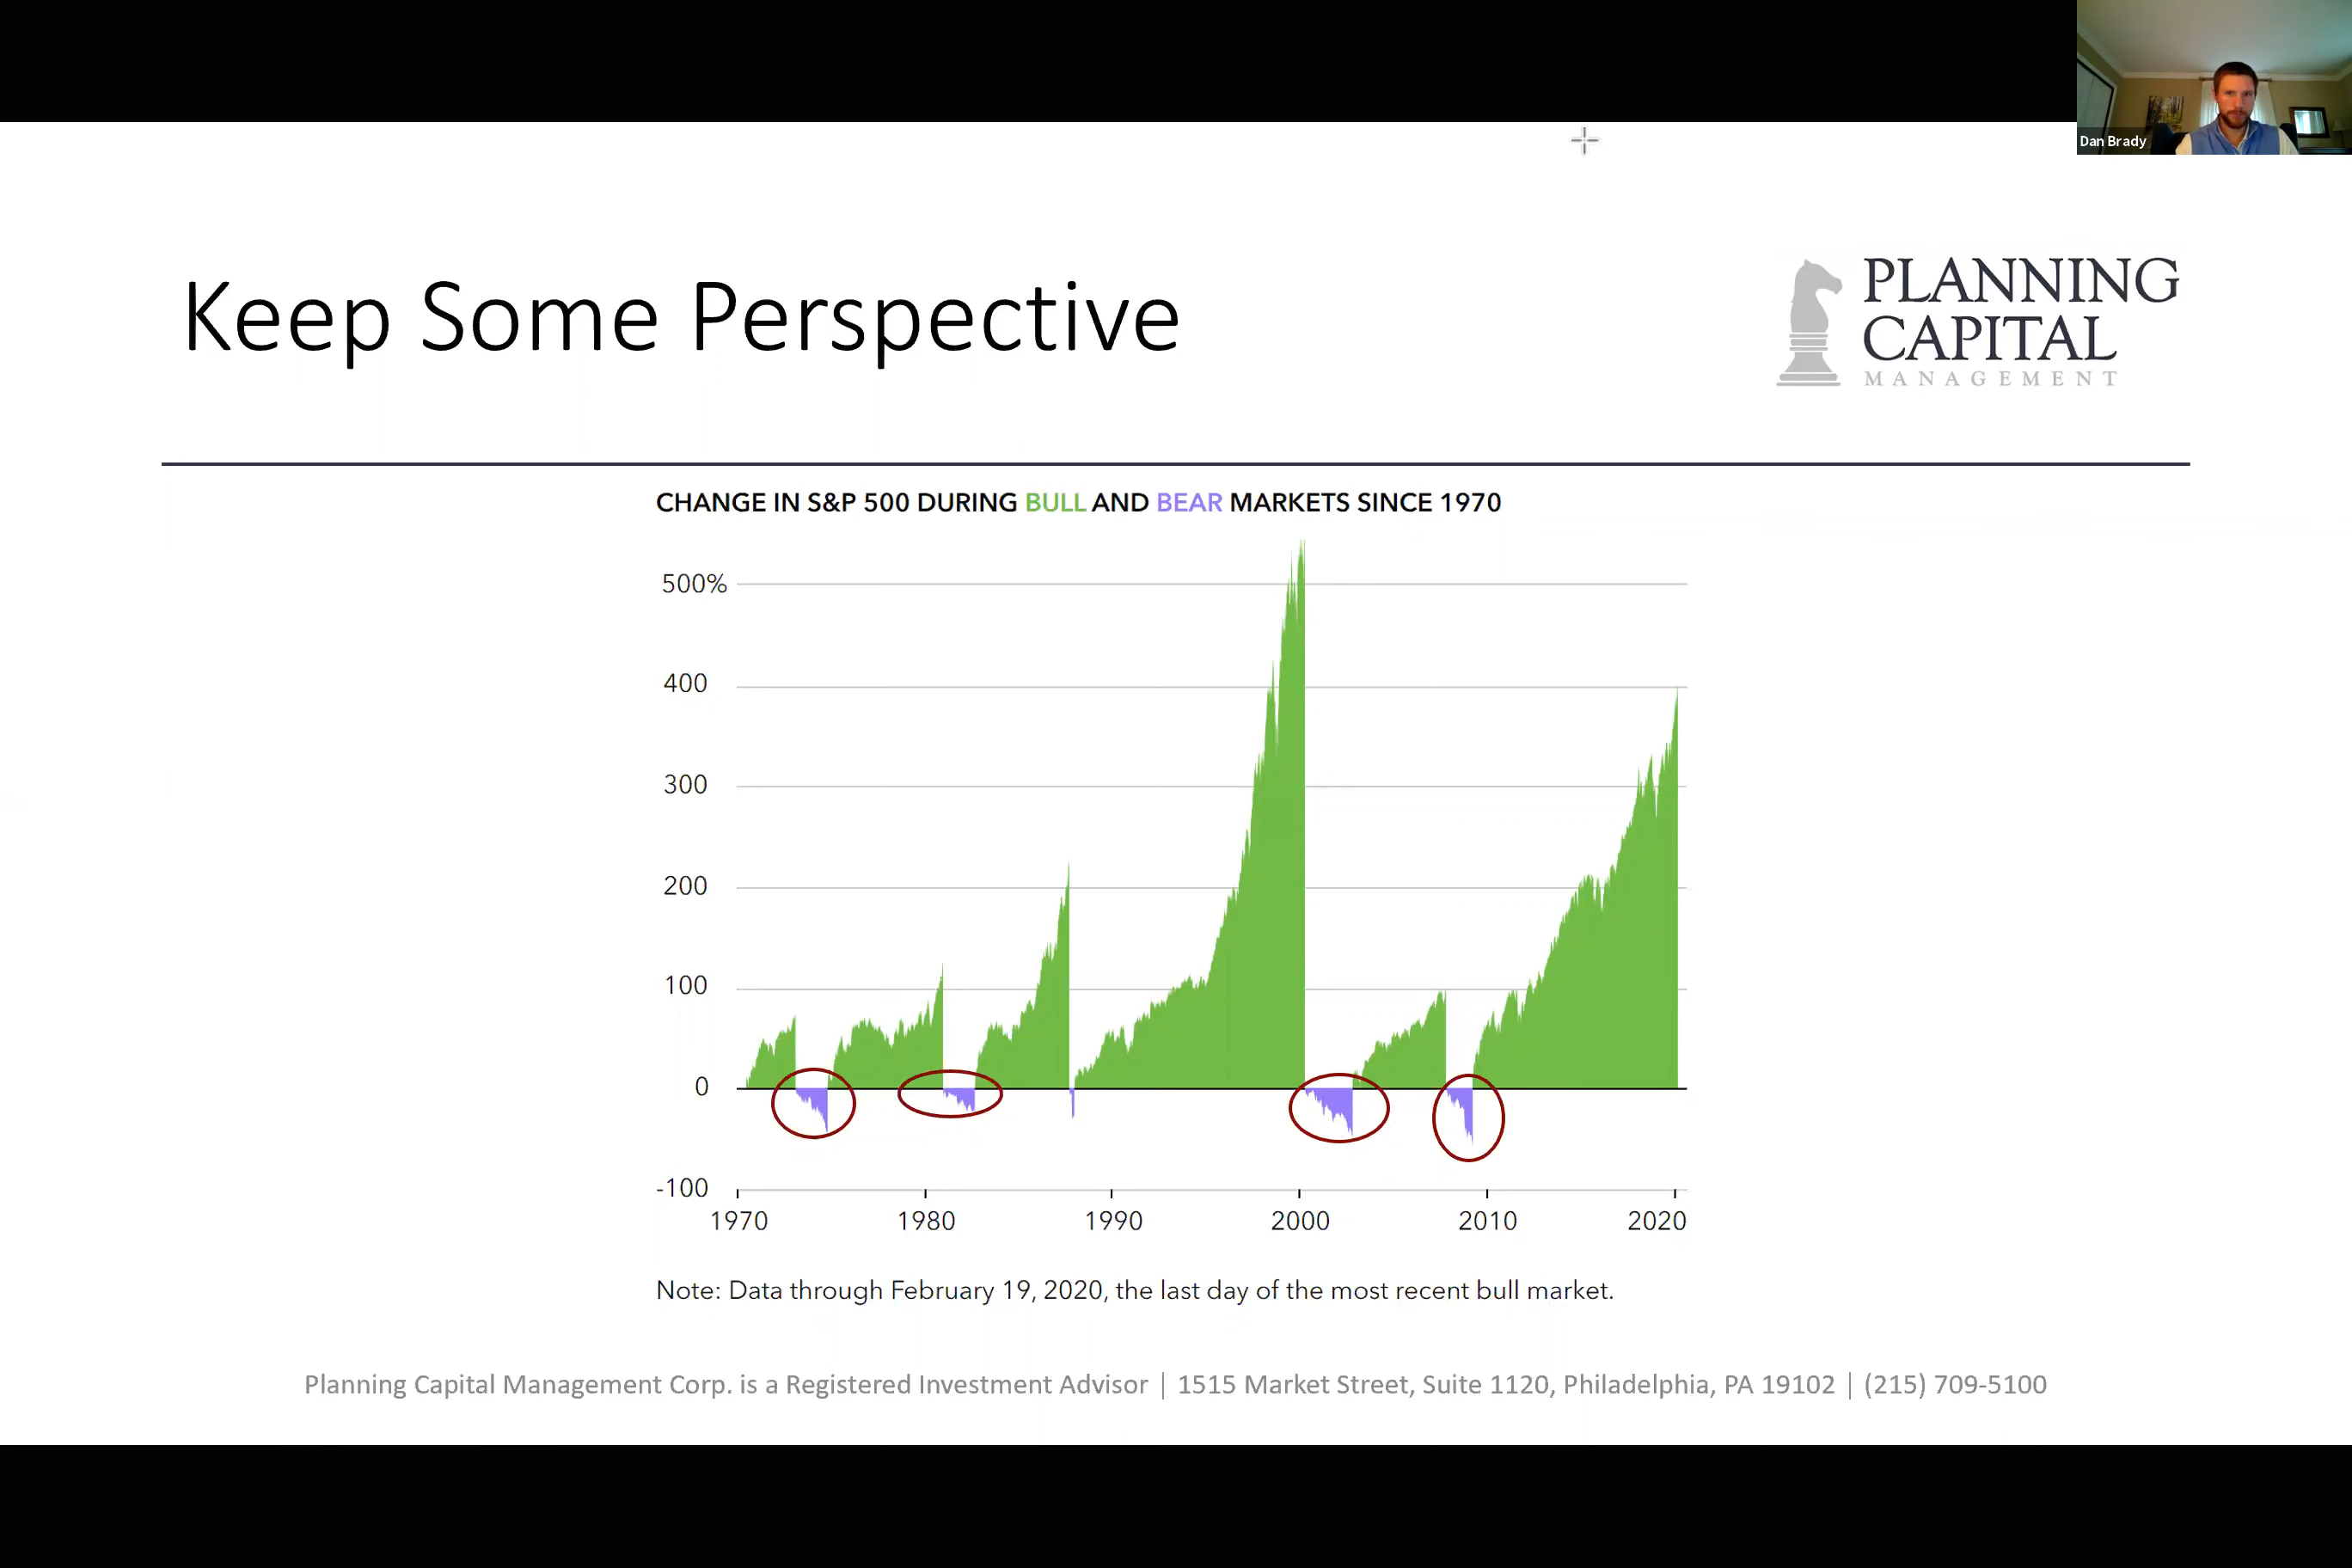 Dan Brady
Keep Some Perspective
PLANNING
CAPITAL
MANAGEMENT
CHANGE IN S&P 500 DURING BULL AND BEAR MARKETS SINCE 1970
500%
400
300
200
100
0
-100
1970 1980 1990 2000 2010 2020
Note: Data through February 19, 2020, the last day of the most recent bull market.
Planning Capital Management Corp. is a Registered Investment Advisor | 1515 Market Street, Suite 1120, Philadelphia, PA 19102 | (215) 709-5100